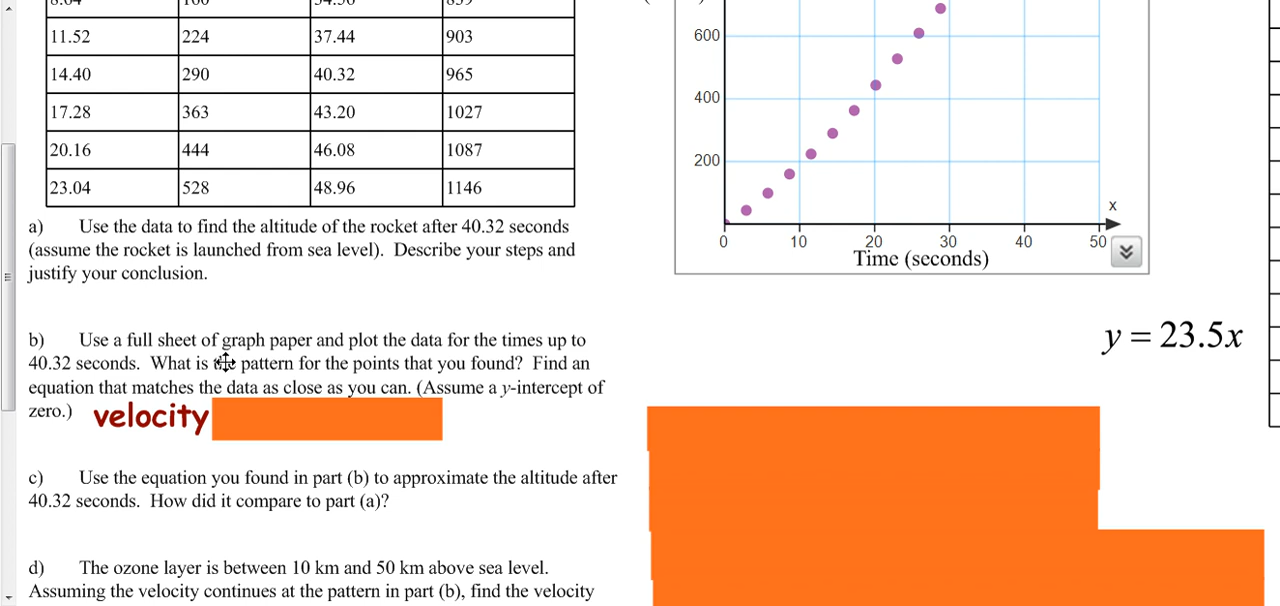 11.52 224 37.44 903
14.40 290 40.32 965
17.28 363 43.20 1027
20.16 444 46.08 1087
23.04 528 48.96 1146
a) Use the data to find the altitude of the rocket after 40.32 seconds
(assume the rocket is launched from sea level). Describe your steps and
justify your conclusion.
b) Use a full sheet of graph paper and plot the data for the times up to
40.32 seconds. What is the pattern for the points that you found? Find an
equation that matches the data as close as you can. (Assume a y-intercept of
zero.) velocity
c) Use the equation you found in part (b) to approximate the altitude after
40.32 seconds. How did it compare to part (a)?
d) The ozone layer is between 10 km and 50 km above sea level.
Assuming the velocity continues at the pattern in part (b), find the velocity
600
400
200
x
0 10 20 30 40 50
Time (seconds)
y = 23.5x